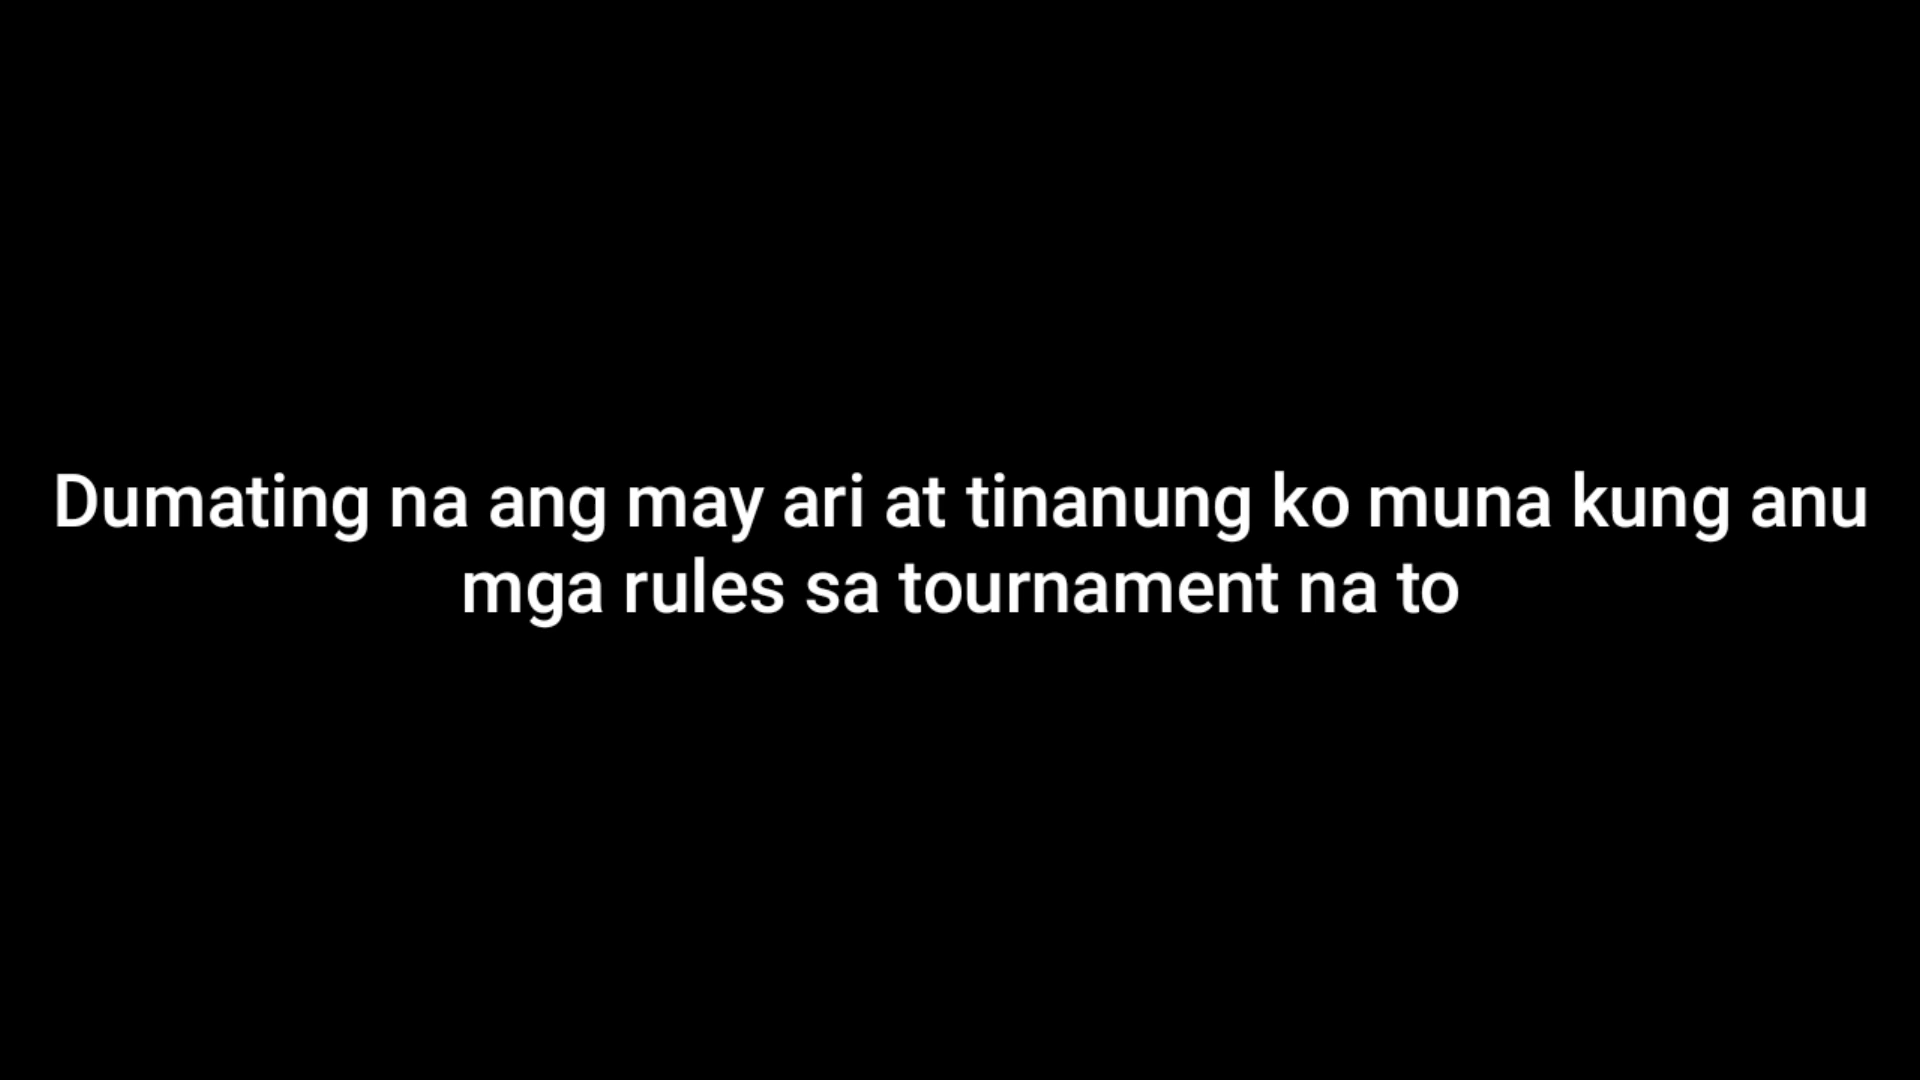 Dumating na ang may ari at tinanung ko muna kung anu
mga rules sa tournament na to